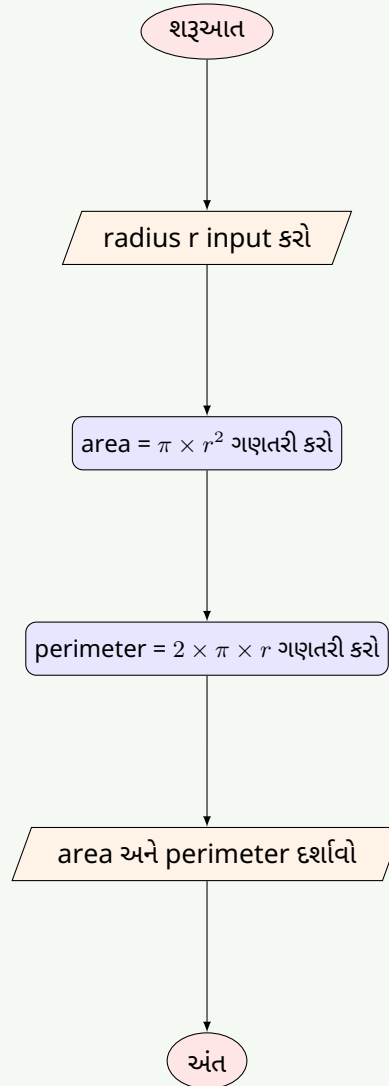 શરૂઆત
radius r input કરો
area = π × r² ગણતરી કરો
perimeter = 2 × π × r ગણતરી કરો
area અને perimeter દર્શાવો
અંત